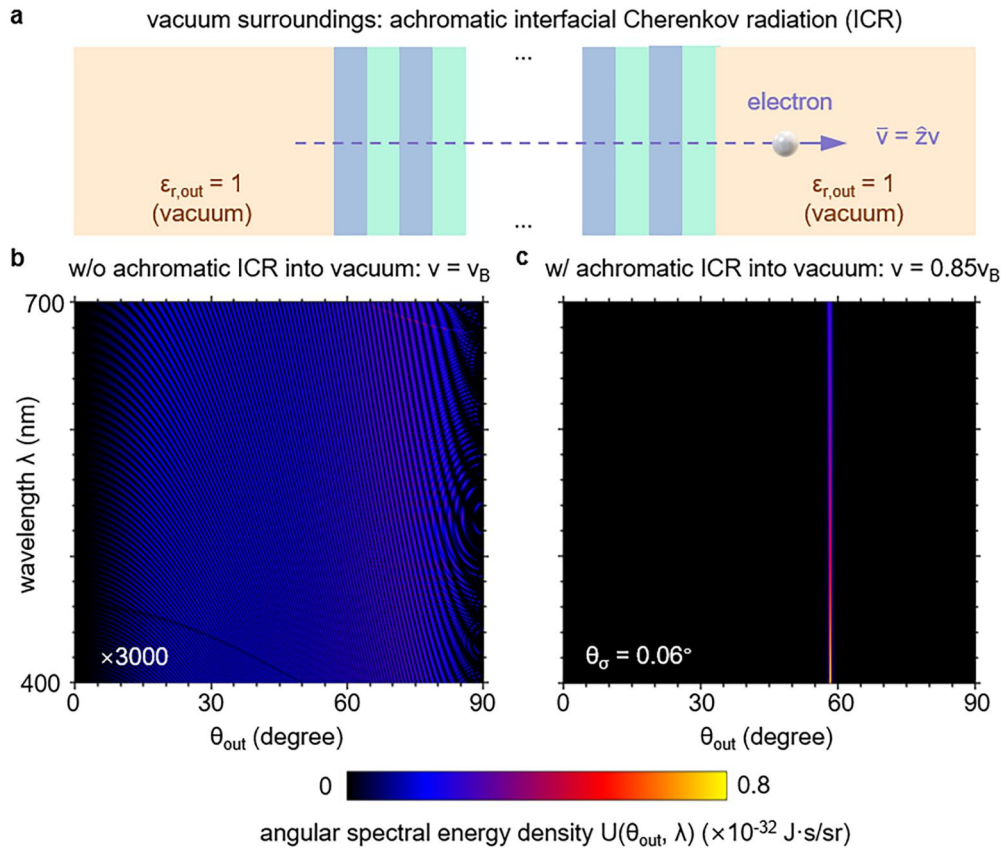 a vacuum surroundings: achromatic interfacial Cherenkov radiation (ICR)
...
electron
v̄ = ẑv
εr,out = 1
(vacuum)
εr,out = 1
(vacuum)
...
b w/o achromatic ICR into vacuum: v = vB
c w/ achromatic ICR into vacuum: v = 0.85vB
700
wavelength λ (nm)
400
×3000
θσ = 0.06°
0 30 60 90
0 30 60 90
θout (degree)
θout (degree)
0 0.8
angular spectral energy density U(θout, λ) (×10⁻³² J·s/sr)